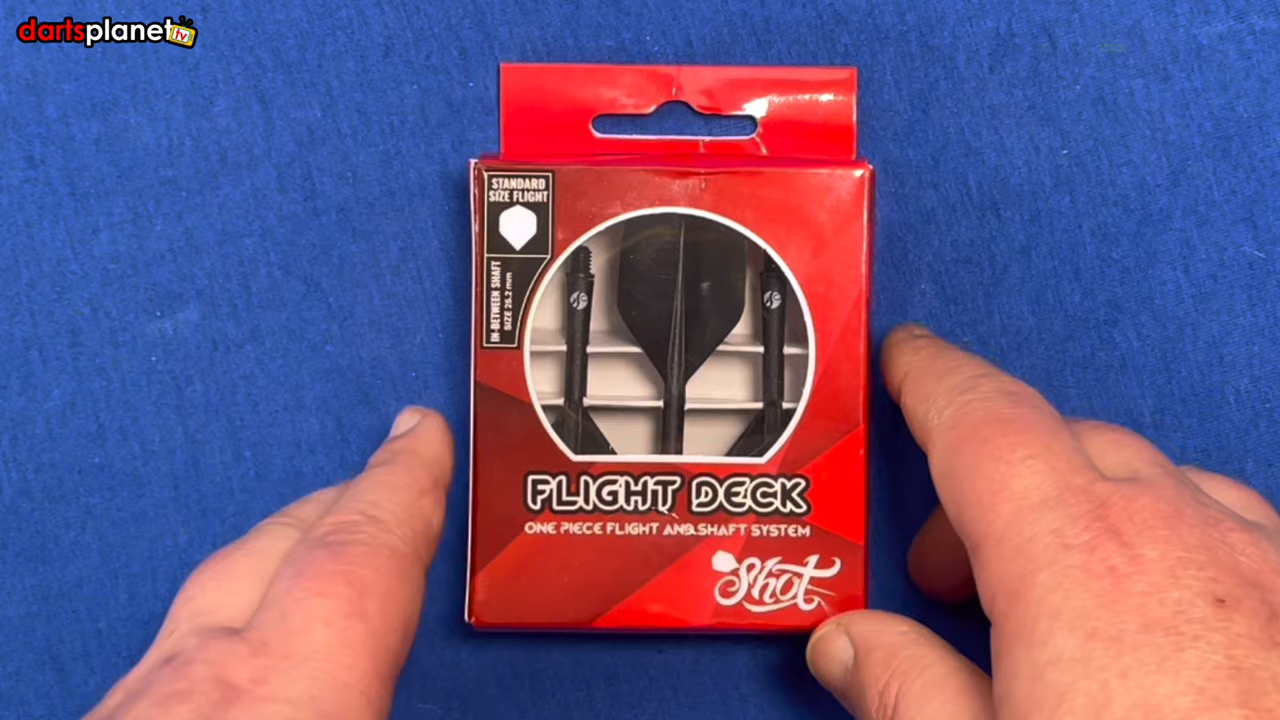 dartsplanet tv
STANDARD
SIZE FLIGHT
IN-BETWEEN SHAFT
SIZE 26.2 mm
FLIGHT DECK
ONE PIECE FLIGHT AND SHAFT SYSTEM
Shot